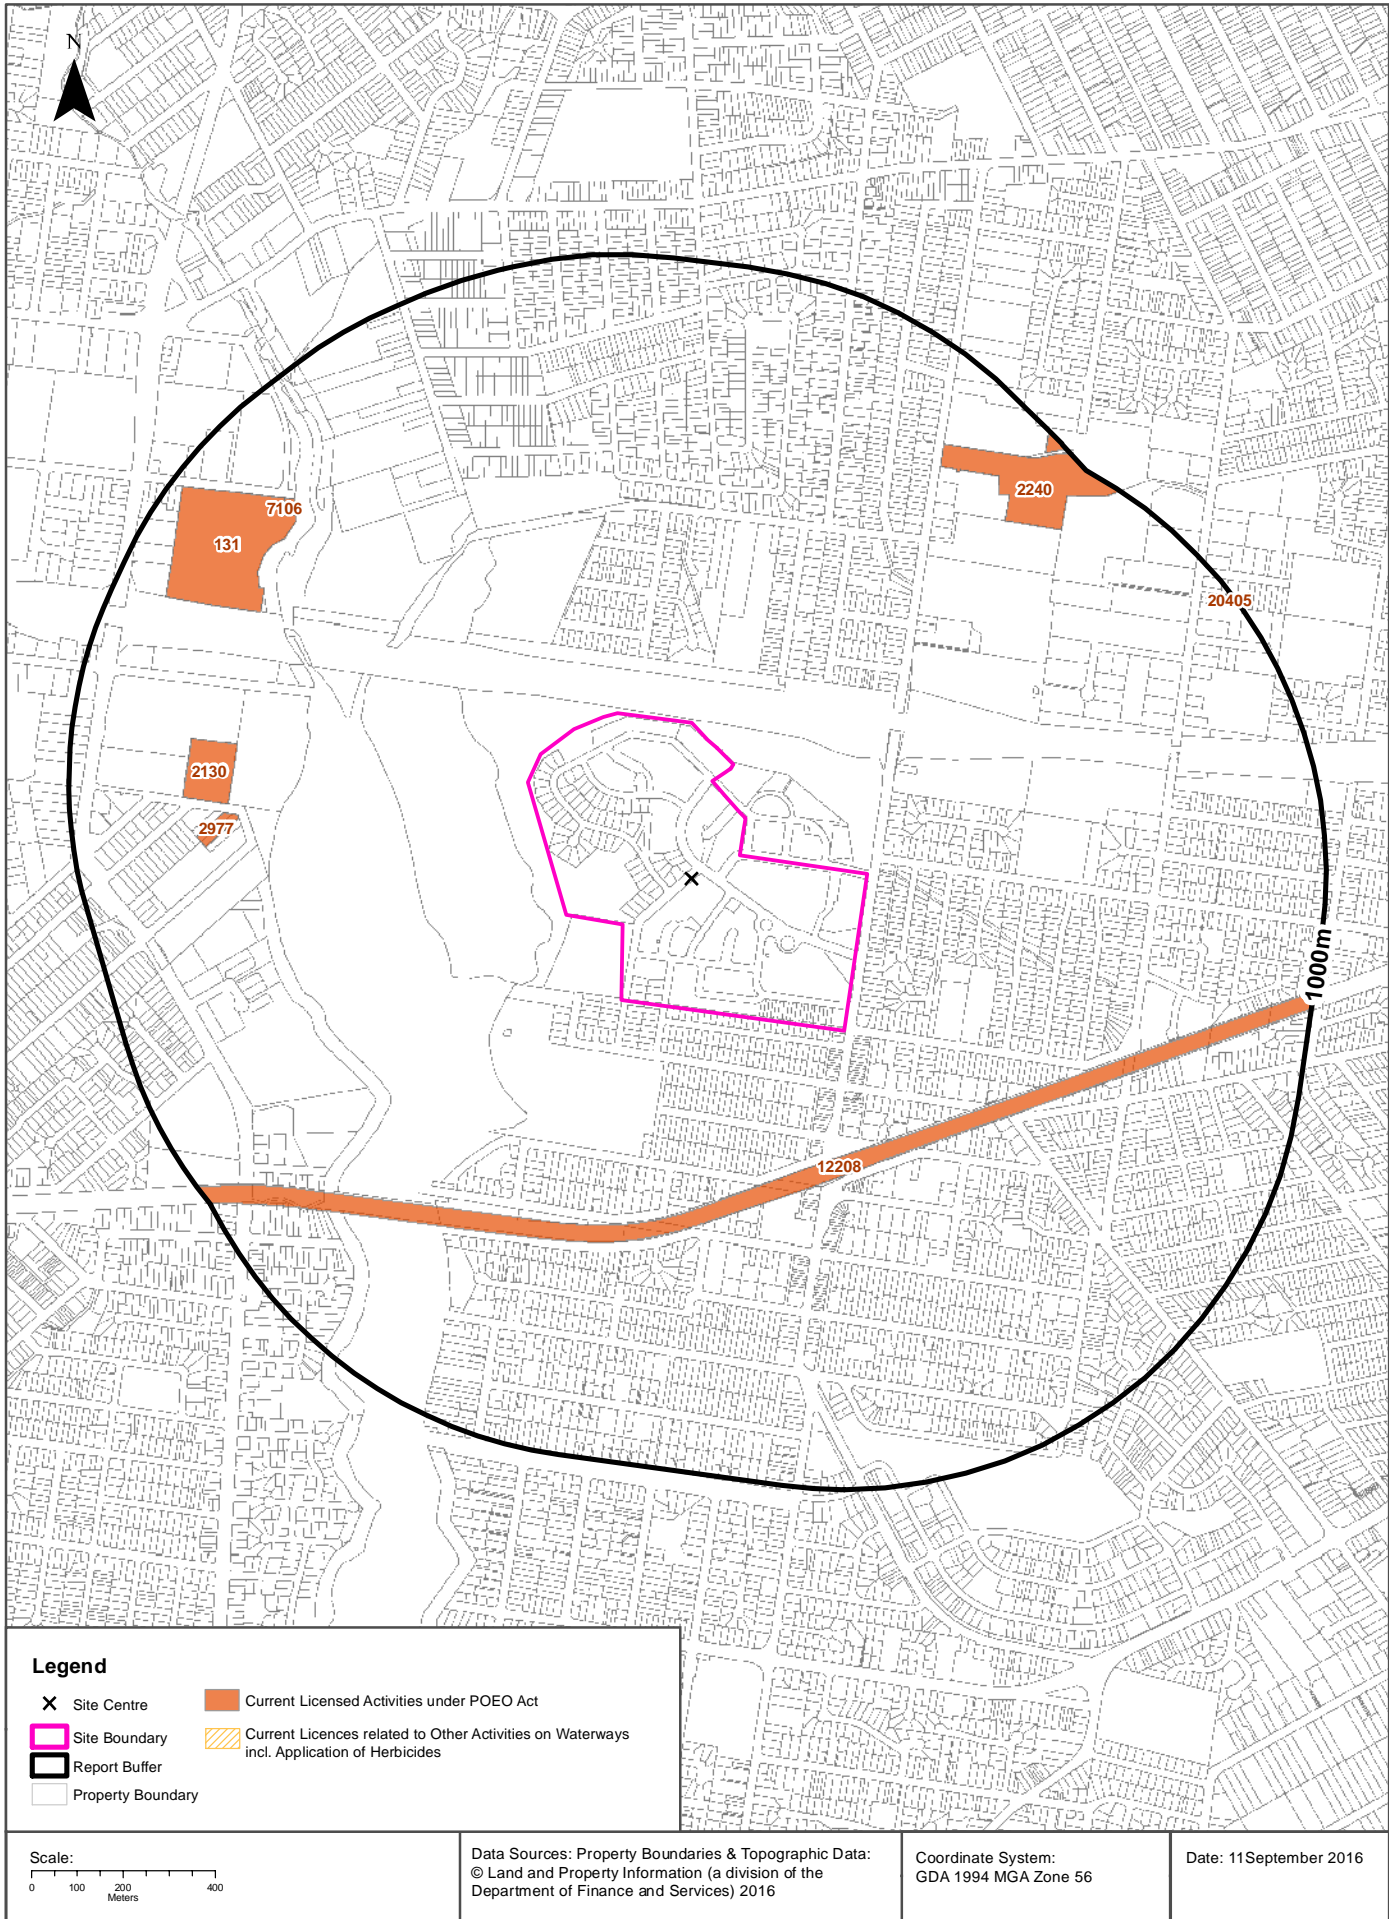 N
7106
131
2240
20405
2130
2977
1000m
12208
Legend
Site Centre
Site Boundary
Report Buffer
Property Boundary
Current Licensed Activities under POEO Act
Current Licences related to Other Activities on Waterways
incl. Application of Herbicides
Scale:
0 100 200 400
Meters
Data Sources: Property Boundaries & Topographic Data:
© Land and Property Information (a division of the
Department of Finance and Services) 2016
Coordinate System:
GDA 1994 MGA Zone 56
Date: 11September 2016